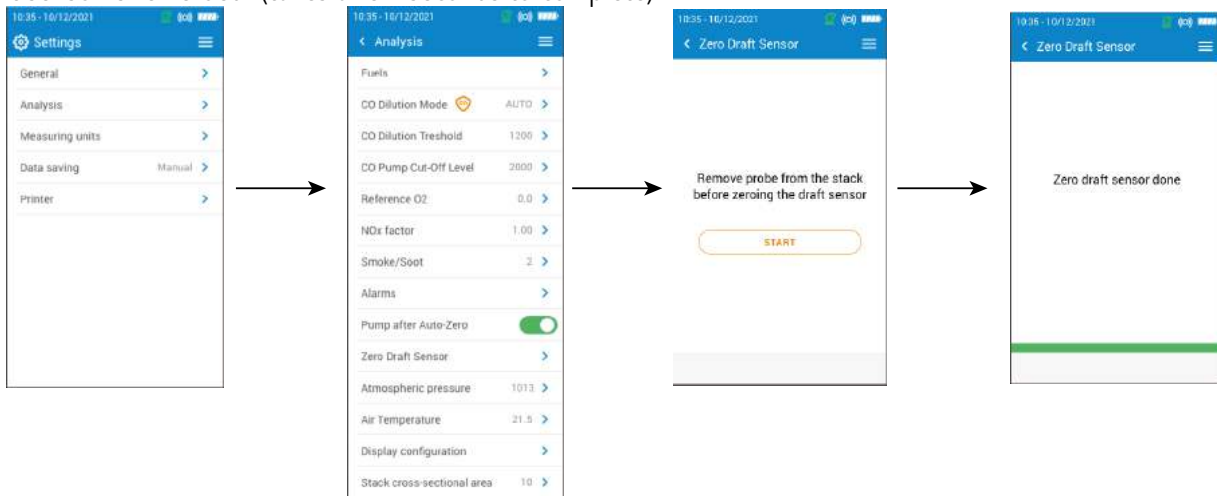 10:35 - 10/12/2021
Settings
General
Analysis
Measuring units
Data saving Manual
Printer
10:35 - 10/12/2021
Analysis
Fuels
CO Dilution Mode AUTO
CO Dilution Treshold 1200
CO Pump Cut-Off Level 2000
Reference O2 0.0
NOx factor 1.00
Smoke/Soot 2
Alarms
Pump after Auto-Zero
Zero Draft Sensor
Atmospheric pressure 1013
Air Temperature 21.5
Display configuration
Stack cross-sectional area 10
10:35 - 10/12/2021
Zero Draft Sensor
Remove probe from the stack
before zeroing the draft sensor
START
10:35 - 10/12/2021
Zero Draft Sensor
Zero draft sensor done